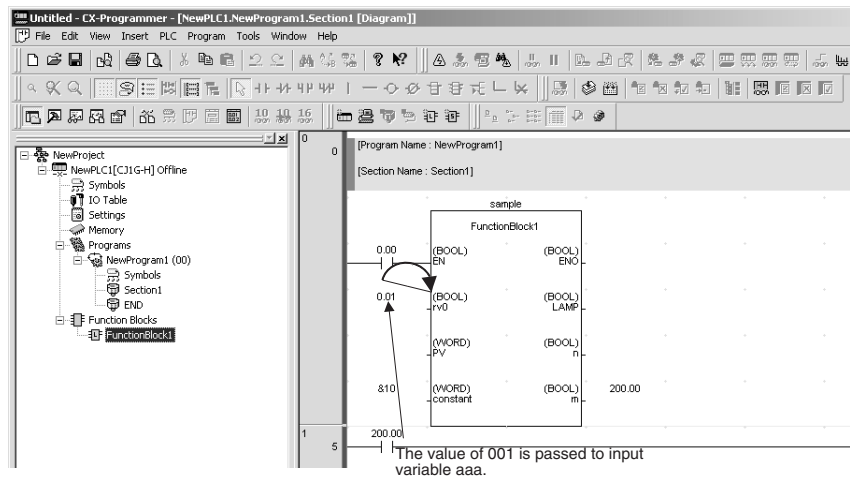 Untitled - CX-Programmer - [NewPLC1.NewProgram1.Section1 [Diagram]]
File Edit View Insert PLC Program Tools Window Help
10 10 16
NewProject
NewPLC1[CJ1G-H] Offline
Symbols
IO Table
Settings
Memory
Programs
NewProgram1 (00)
Symbols
Section1
END
Function Blocks
FunctionBlock1
0
0
[Program Name : NewProgram1]
[Section Name : Section1]
sample
FunctionBlock1
0.00 (BOOL) (BOOL)
EN ENO
0.01 (BOOL) (BOOL)
rv0 LAMP
(WORD) (BOOL)
PV n
&10 (WORD) (BOOL) 200.00
constant m
1
5
200.00
The value of 001 is passed to input
variable aaa.